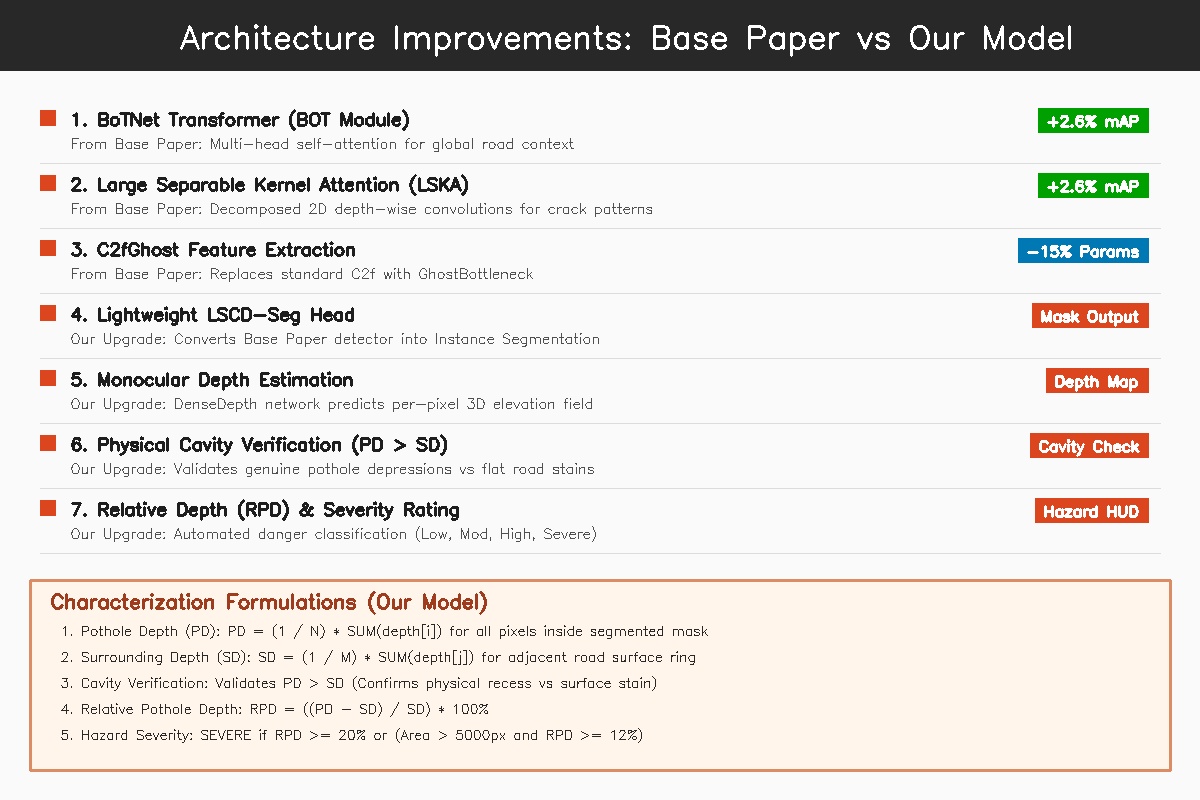 Architecture Improvements: Base Paper vs Our Model
1. BoTNet Transformer (BOT Module)
+2.6% mAP
From Base Paper: Multi-head self-attention for global road context
2. Large Separable Kernel Attention (LSKA)
+2.6% mAP
From Base Paper: Decomposed 2D depth-wise convolutions for crack patterns
3. C2fGhost Feature Extraction
-15% Params
From Base Paper: Replaces standard C2f with GhostBottleneck
4. Lightweight LSCD-Seg Head
Mask Output
Our Upgrade: Converts Base Paper detector into Instance Segmentation
5. Monocular Depth Estimation
Depth Map
Our Upgrade: DenseDepth network predicts per-pixel 3D elevation field
6. Physical Cavity Verification (PD > SD)
Cavity Check
Our Upgrade: Validates genuine pothole depressions vs flat road stains
7. Relative Depth (RPD) & Severity Rating
Hazard HUD
Our Upgrade: Automated danger classification (Low, Mod, High, Severe)
Characterization Formulations (Our Model)
1. Pothole Depth (PD): PD = (1 / N) * SUM(depth[i]) for all pixels inside segmented mask
2. Surrounding Depth (SD): SD = (1 / M) * SUM(depth[j]) for adjacent road surface ring
3. Cavity Verification: Validates PD > SD (Confirms physical recess vs surface stain)
4. Relative Pothole Depth: RPD = ((PD - SD) / SD) * 100%
5. Hazard Severity: SEVERE if RPD >= 20% or (Area > 5000px and RPD >= 12%)